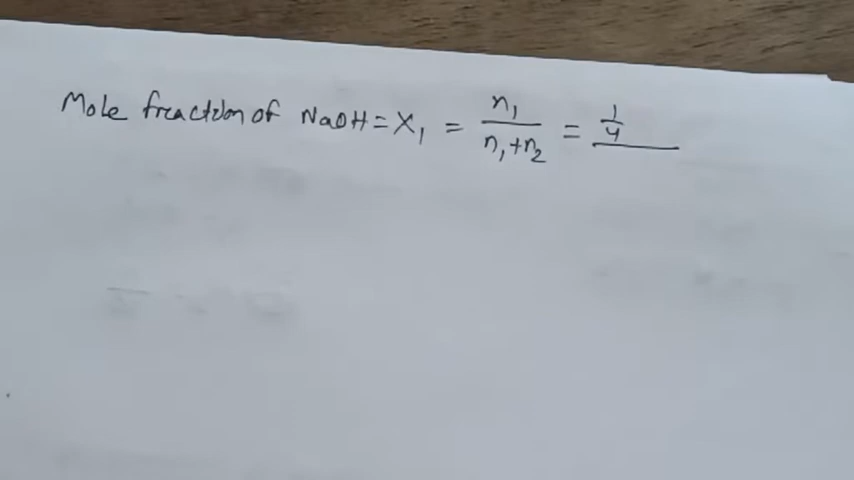 Mole fraction of NaOH = X₁ = n₁/(n₁+n₂) = 1/4 /